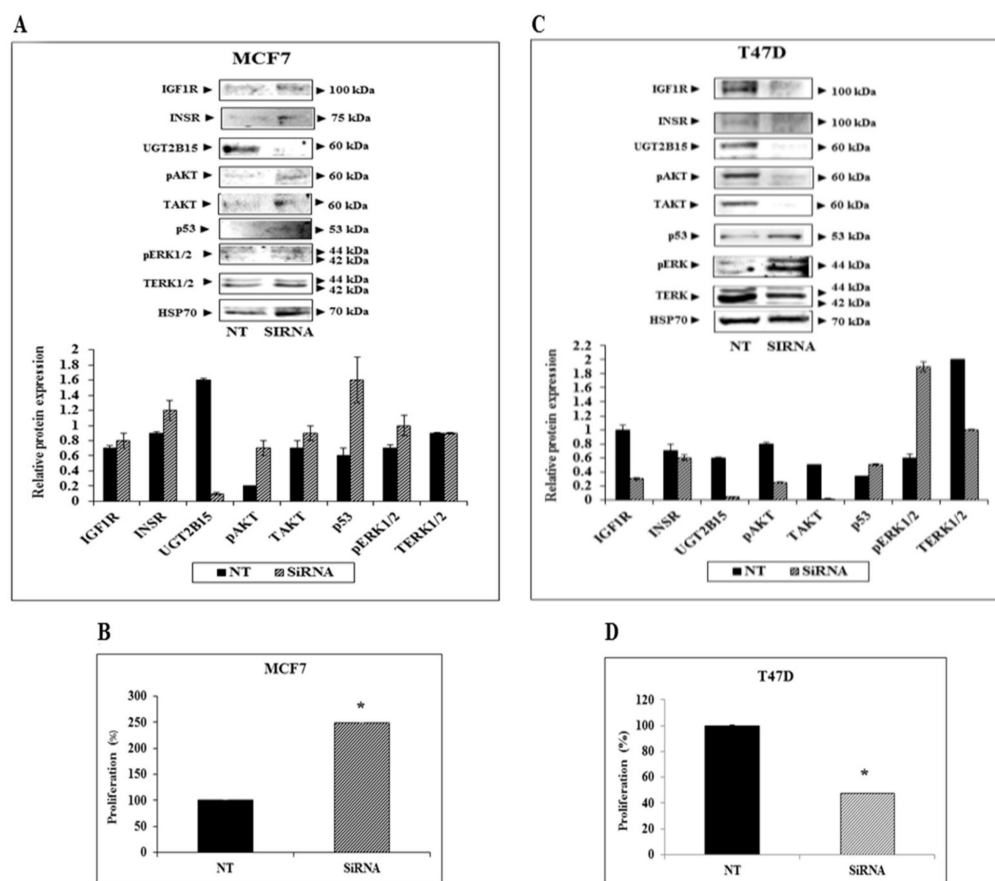 A
MCF7
IGF1R 100 kDa
INSR 75 kDa
UGT2B15 60 kDa
pAKT 60 kDa
TAKT 60 kDa
p53 53 kDa
pERK1/2 44 kDa
42 kDa
TERK1/2 44 kDa
42 kDa
HSP70 70 kDa
NT SIRNA
Relative protein expression
2
1.8
1.6
1.4
1.2
1
0.8
0.6
0.4
0.2
0
IGF1R INSR UGT2B15 pAKT TAKT p53 pERK1/2 TERK1/2
NT SiRNA
B
MCF7
Proliferation (%)
300
250
200
150
100
50
0
*
NT SiRNA
C
T47D
IGF1R 100 kDa
INSR 100 kDa
UGT2B15 60 kDa
pAKT 60 kDa
TAKT 60 kDa
p53 53 kDa
pERK 44 kDa
TERK 44 kDa
42 kDa
HSP70 70 kDa
NT SIRNA
Relative protein expression
2.2
2
1.8
1.6
1.4
1.2
1
0.8
0.6
0.4
0.2
0
IGF1R INSR UGT2B15 pAKT TAKT p53 pERK1/2 TERK1/2
NT SiRNA
D
T47D
Proliferation (%)
120
100
80
60
40
20
0
*
NT SiRNA